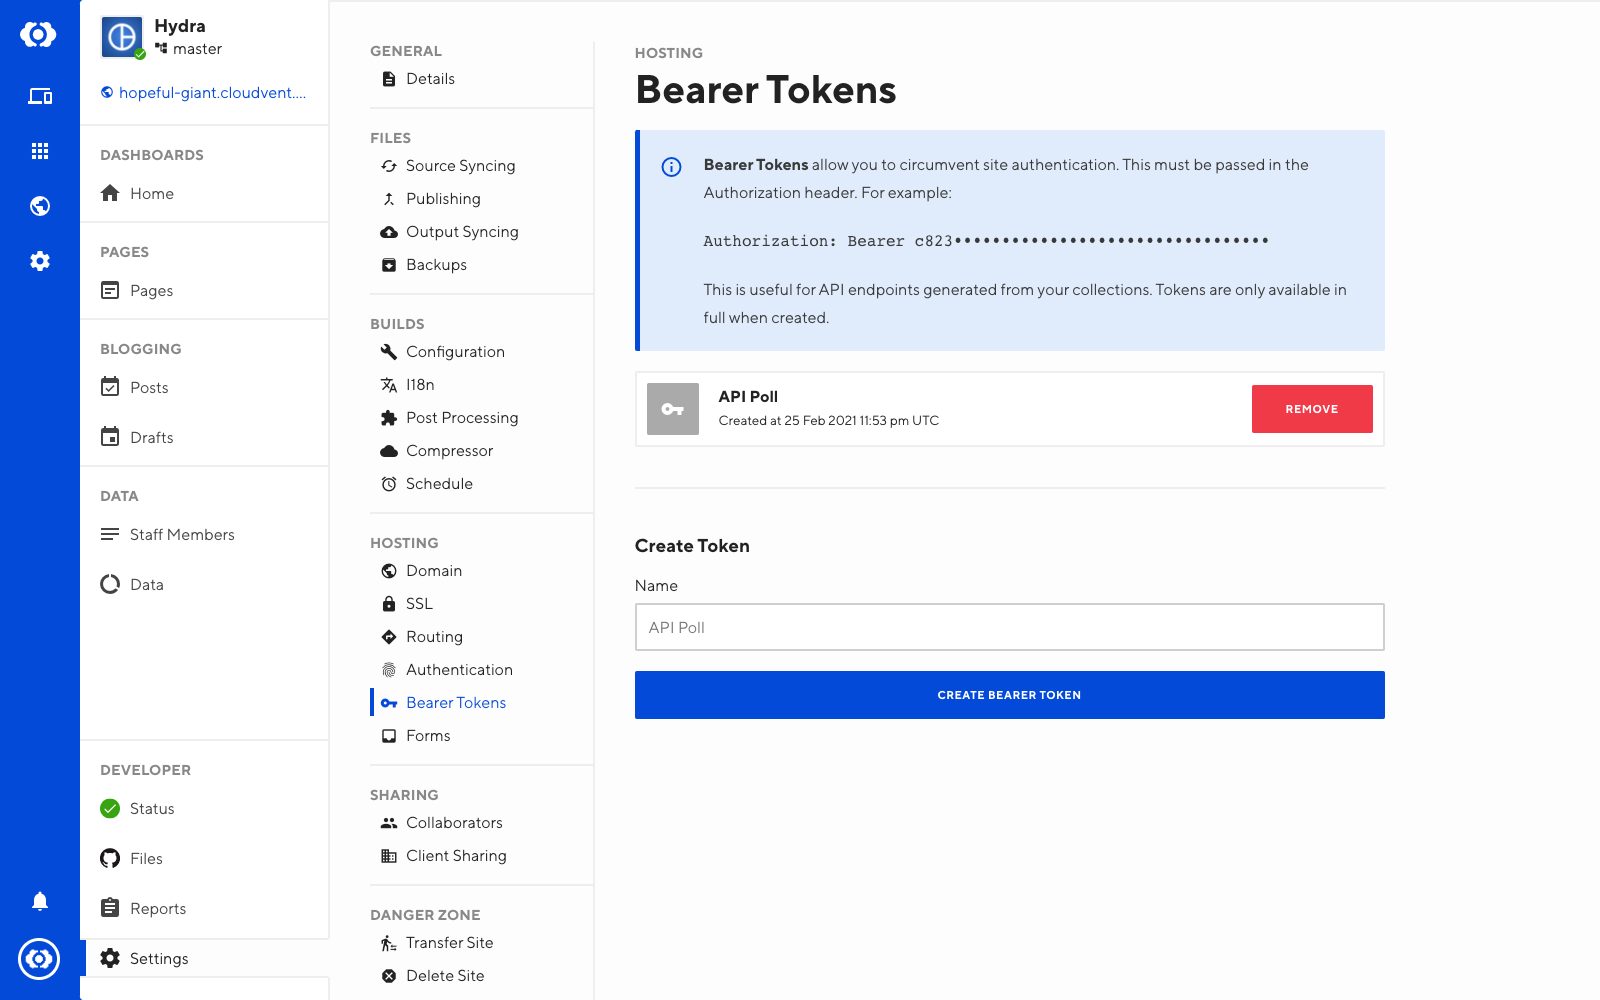 Hydra
master
hopeful-giant.cloudvent....
DASHBOARDS
Home
PAGES
Pages
BLOGGING
Posts
Drafts
DATA
Staff Members
Data
DEVELOPER
Status
Files
Reports
Settings
GENERAL
Details
FILES
Source Syncing
Publishing
Output Syncing
Backups
BUILDS
Configuration
I18n
Post Processing
Compressor
Schedule
HOSTING
Domain
SSL
Routing
Authentication
Bearer Tokens
Forms
SHARING
Collaborators
Client Sharing
DANGER ZONE
Transfer Site
Delete Site
HOSTING
Bearer Tokens
Bearer Tokens allow you to circumvent site authentication. This must be passed in the
Authorization header. For example:
Authorization: Bearer c823•••••••••••••••••••••••••••••••••
This is useful for API endpoints generated from your collections. Tokens are only available in
full when created.
API Poll
Created at 25 Feb 2021 11:53 pm UTC
REMOVE
Create Token
Name
API Poll
CREATE BEARER TOKEN